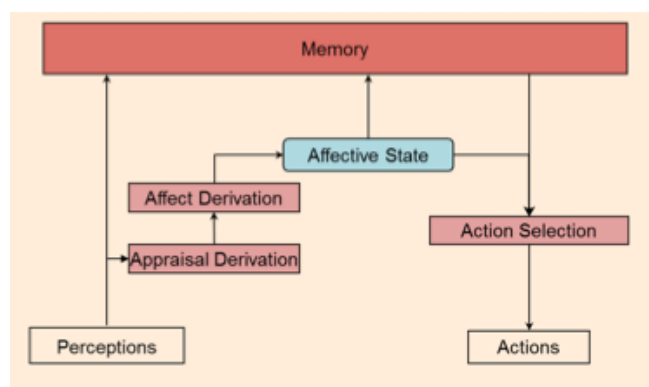 Memory
Affective State
Affect Derivation
Action Selection
Appraisal Derivation
Perceptions
Actions